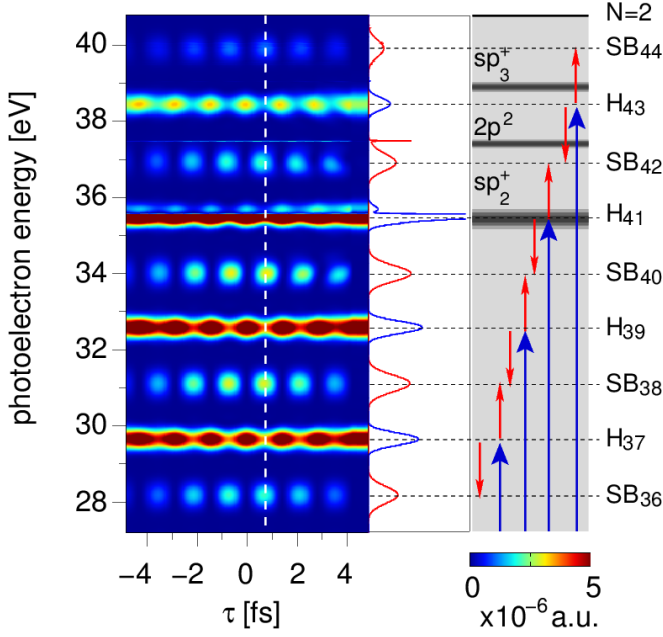 N=2
40
38
36
34
32
30
28
photoelectron energy [eV]
−4
−2
0
2
4
τ [fs]
sp₃⁺
2p²
sp₂⁺
SB₄₄
H₄₃
SB₄₂
H₄₁
SB₄₀
H₃₉
SB₃₈
H₃₇
SB₃₆
0 5
x10⁻⁶ a.u.